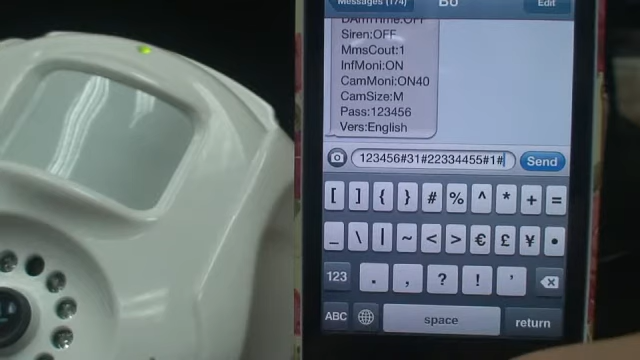 Messages (174)
Bo
Edit
DArmTime:OFF
Siren:OFF
MmsCout:1
InfMoni:ON
CamMoni:ON40
CamSize:M
Pass:123456
Vers:English
123456#31#22334455#1#
Send
[ ] { } # % ^ * + =
_ \ | ~ < > € £ ¥ •
123 . , ? ! '
ABC space return